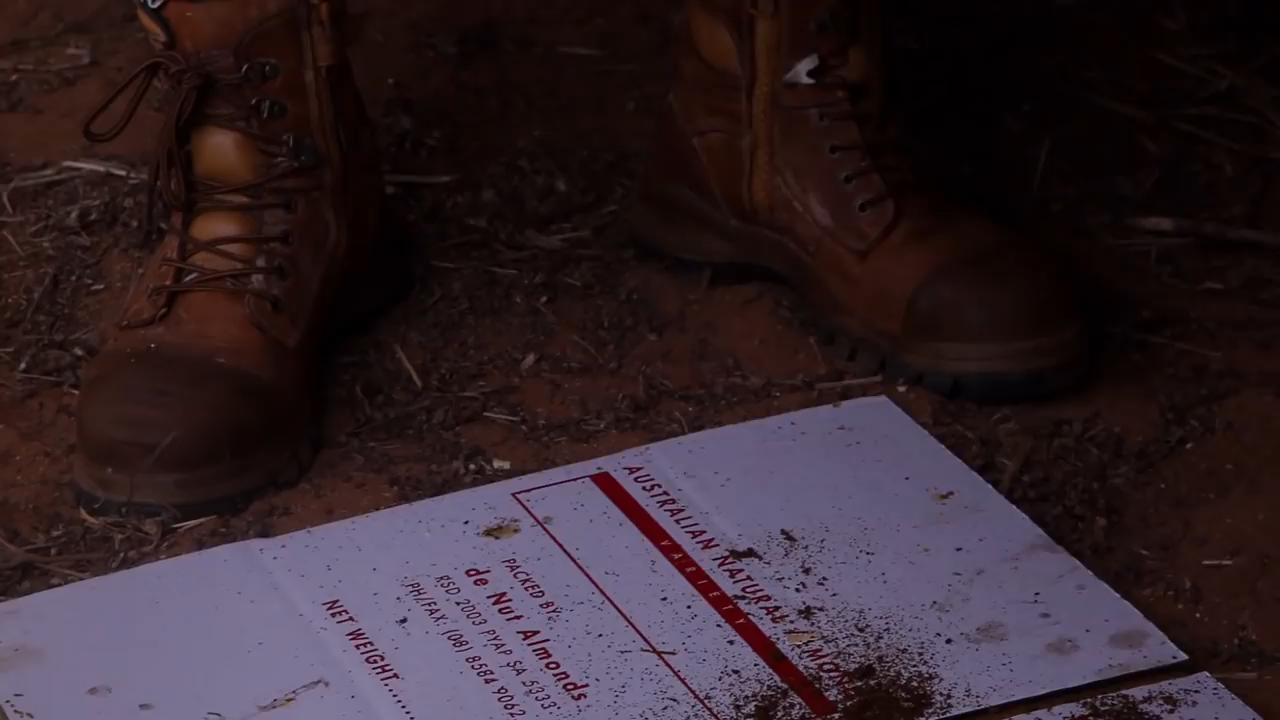 AUSTRALIAN NATURAL ALMONDS
VARIETY
PACKED BY:
de Nut Almonds
RSD 2003 PYAP SA 5333
PH/FAX: (08) 8584 9062
NET WEIGHT......